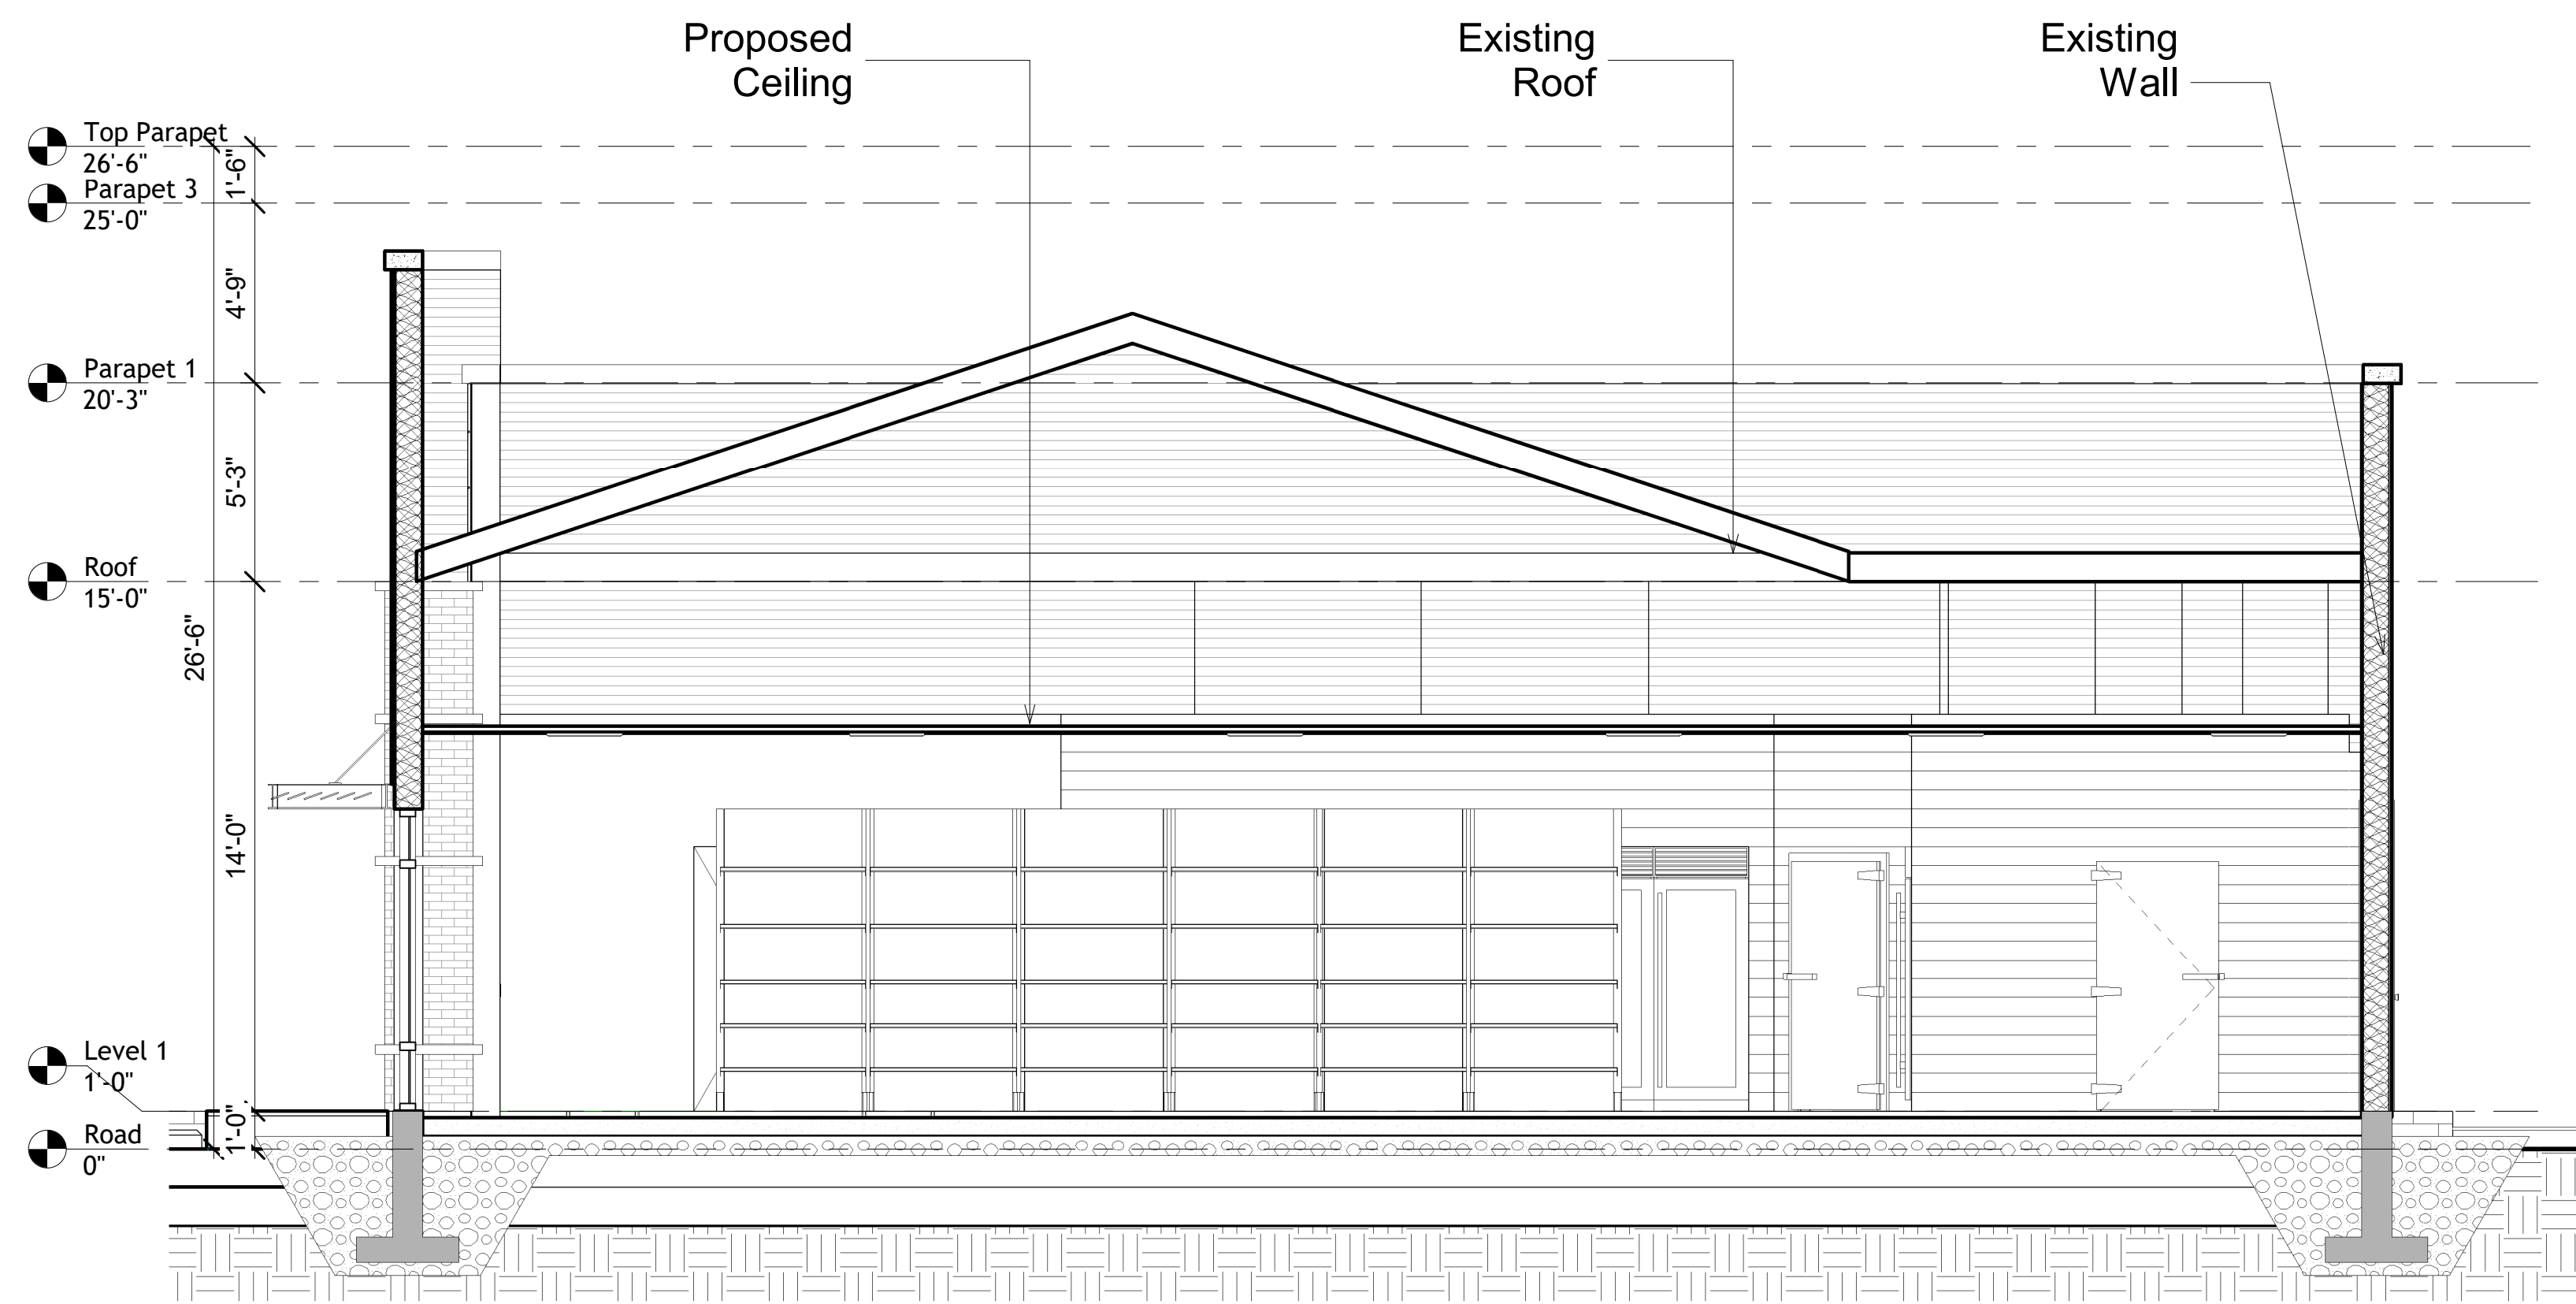 Proposed
Ceiling
Existing
Roof
Existing
Wall
Top Parapet
26'-6"
Parapet 3
25'-0"
Parapet 1
20'-3"
Roof
15'-0"
Level 1
1'-0"
Road
0"
1'-6"
4'-9"
5'-3"
14'-0"
1'-0"
26'-6"